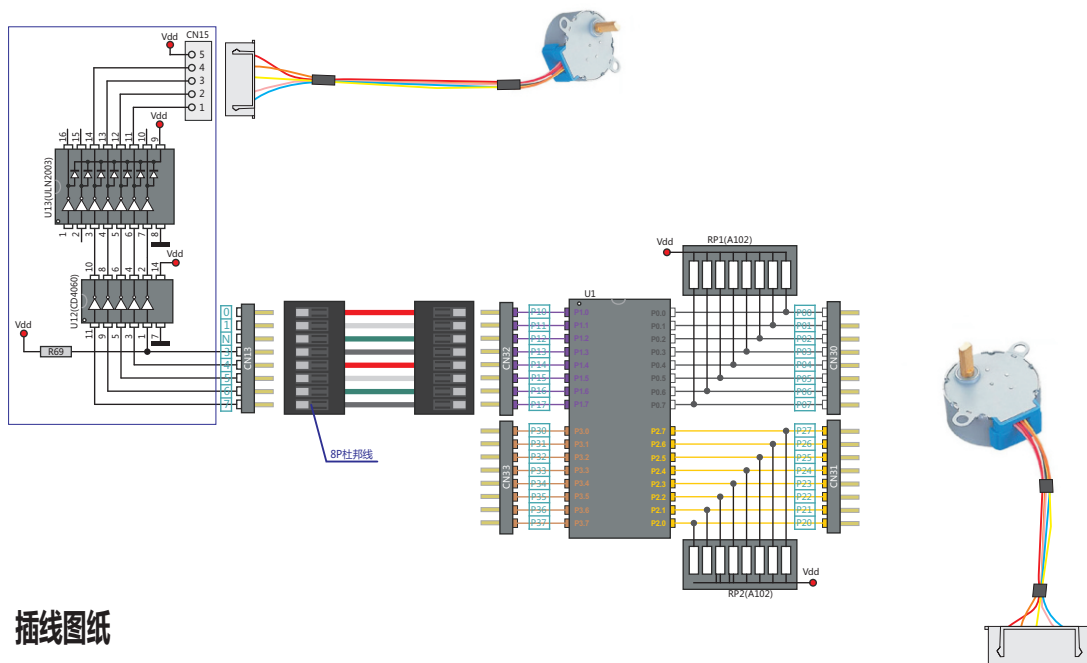 CN15
Vdd
5
4
3
2
1
Vdd
16
15
14
13
12
11
10
9
U13(ULN2003)
1
2
3
4
5
6
7
8
10
8
6
4
2
14
Vdd
U12(CD4060)
11
9
5
3
1
7
Vdd
R69
0
1
N
3
4
5
6
7
CN13
8P杜邦线
CN32
P10
P11
P12
P13
P14
P15
P16
P17
CN33
P30
P31
P32
P33
P34
P35
P36
P37
U1
P1.0
P1.1
P1.2
P1.3
P1.4
P1.5
P1.6
P1.7
P3.0
P3.1
P3.2
P3.3
P3.4
P3.5
P3.6
P3.7
P0.0
P0.1
P0.2
P0.3
P0.4
P0.5
P0.6
P0.7
P2.7
P2.6
P2.5
P2.4
P2.3
P2.2
P2.1
P2.0
RP1(A102)
Vdd
P00
P01
P02
P03
P04
P05
P06
P07
CN30
P27
P26
P25
P24
P23
P22
P21
P20
CN31
Vdd
RP2(A102)
插线图纸